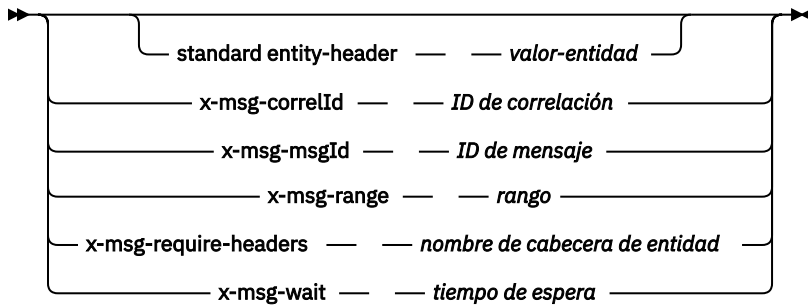 standard entity-header — valor-entidad
x-msg-correlId — ID de correlación
x-msg-msgId — ID de mensaje
x-msg-range — rango
x-msg-require-headers — nombre de cabecera de entidad
x-msg-wait — tiempo de espera